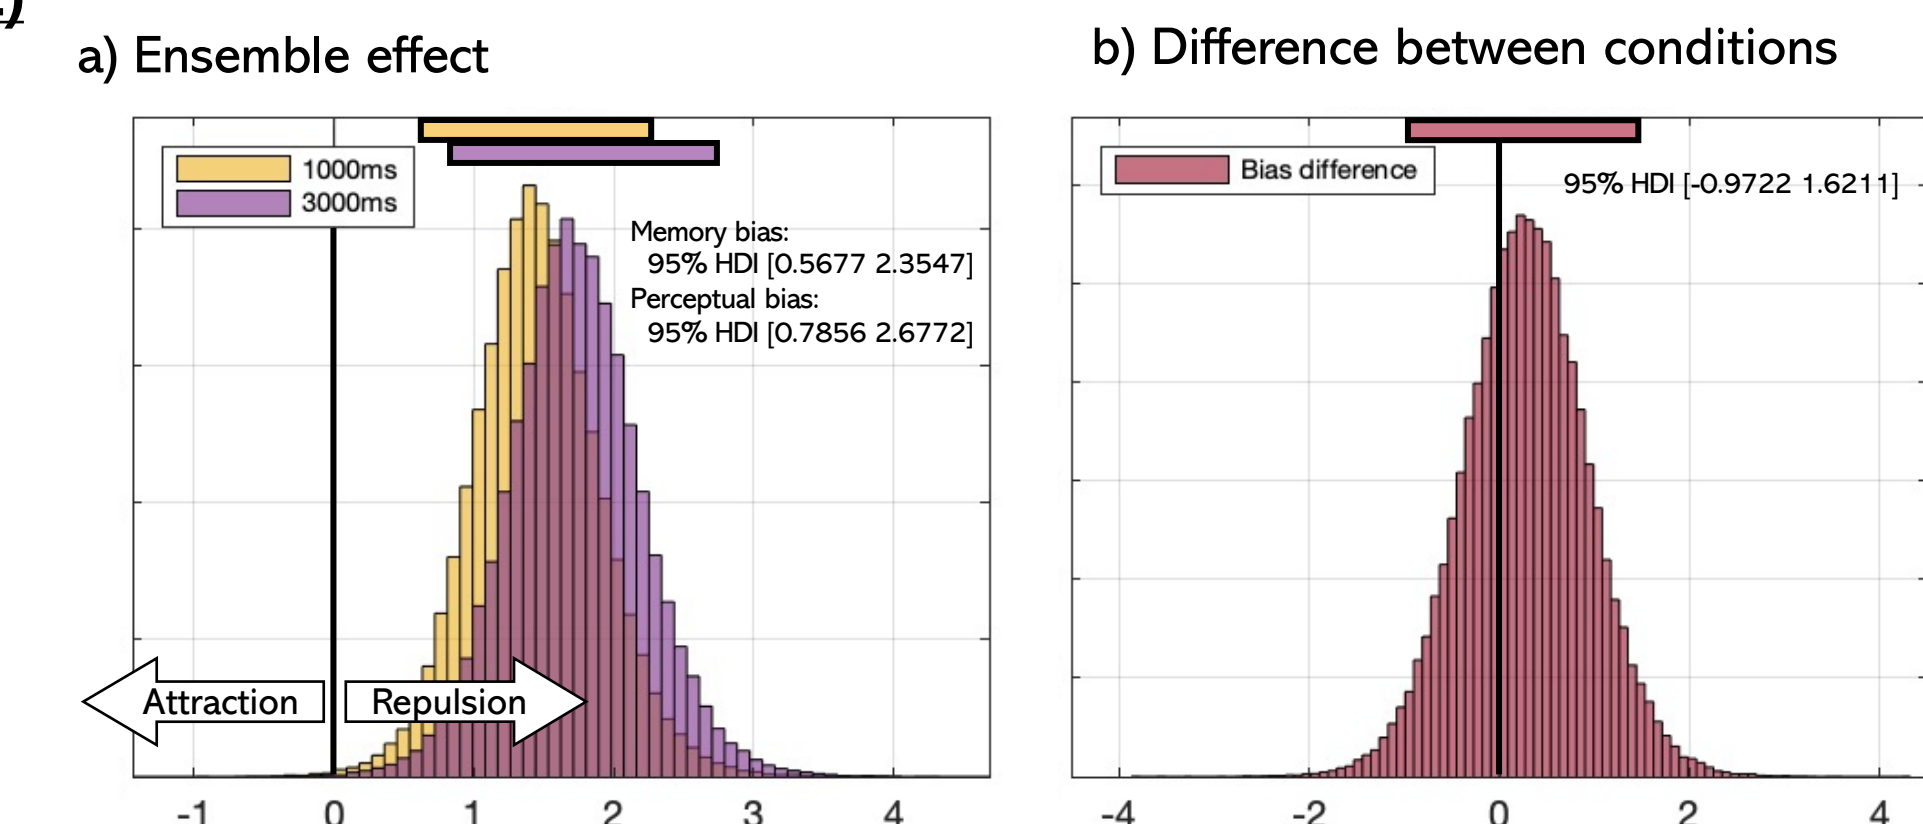 a) Ensemble effect
1000ms
3000ms
Memory bias:
95% HDI [0.5677 2.3547]
Perceptual bias:
95% HDI [0.7856 2.6772]
Attraction
Repulsion
-1 0 1 2 3 4
b) Difference between conditions
Bias difference
95% HDI [-0.9722 1.6211]
-4 -2 0 2 4